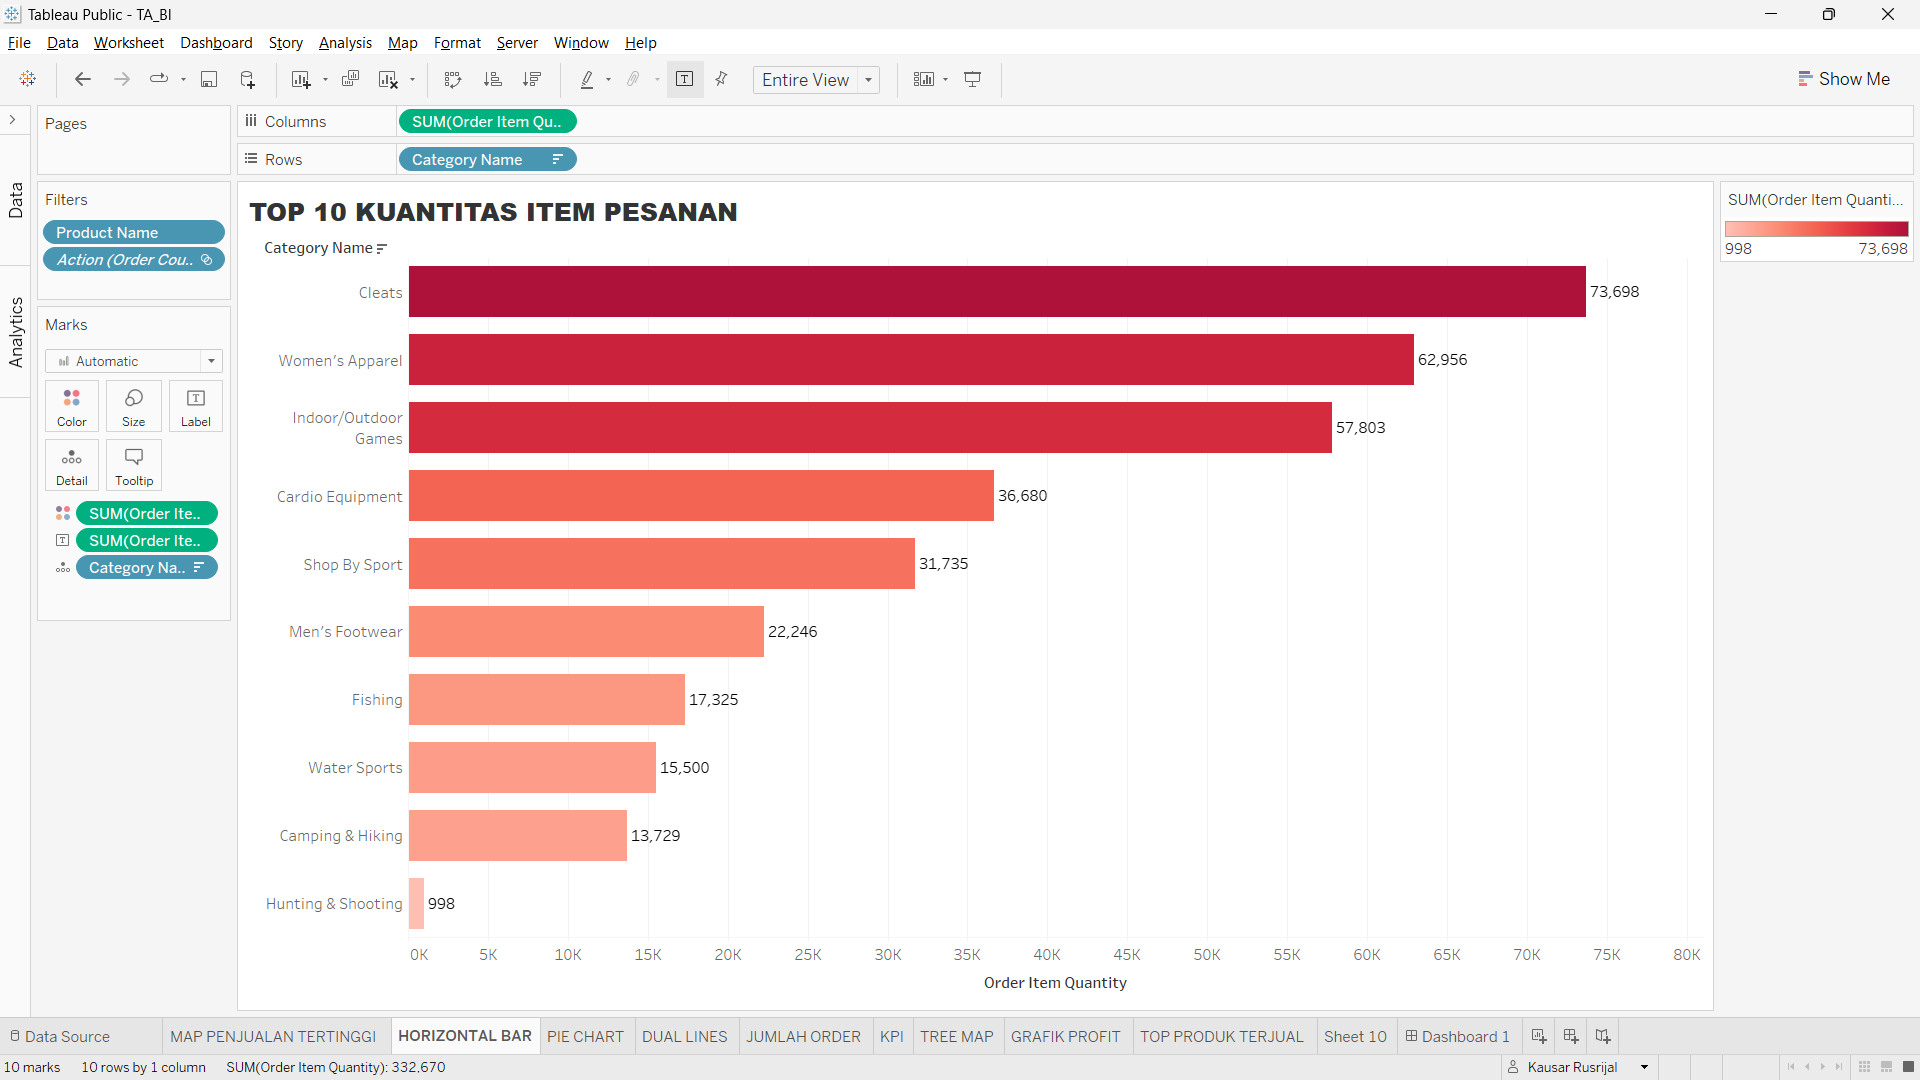 Tableau Public - TA_BI
File Data Worksheet Dashboard Story Analysis Map Format Server Window Help
Entire View
Show Me
Data
Analytics
Pages
Columns
SUM(Order Item Qu..
Rows
Category Name
Filters
Product Name
Action (Order Cou..
Marks
Automatic
Color Size Label
Detail Tooltip
SUM(Order Ite..
SUM(Order Ite..
Category Na..
TOP 10 KUANTITAS ITEM PESANAN
Category Name
Cleats 73,698
Women's Apparel 62,956
Indoor/Outdoor
Games 57,803
Cardio Equipment 36,680
Shop By Sport 31,735
Men's Footwear 22,246
Fishing 17,325
Water Sports 15,500
Camping & Hiking 13,729
Hunting & Shooting 998
0K 5K 10K 15K 20K 25K 30K 35K 40K 45K 50K 55K 60K 65K 70K 75K 80K
Order Item Quantity
SUM(Order Item Quanti...
998 73,698
Data Source MAP PENJUALAN TERTINGGI HORIZONTAL BAR PIE CHART DUAL LINES JUMLAH ORDER KPI TREE MAP GRAFIK PROFIT TOP PRODUK TERJUAL Sheet 10 Dashboard 1
10 marks 10 rows by 1 column SUM(Order Item Quantity): 332,670 Kausar Rusrijal